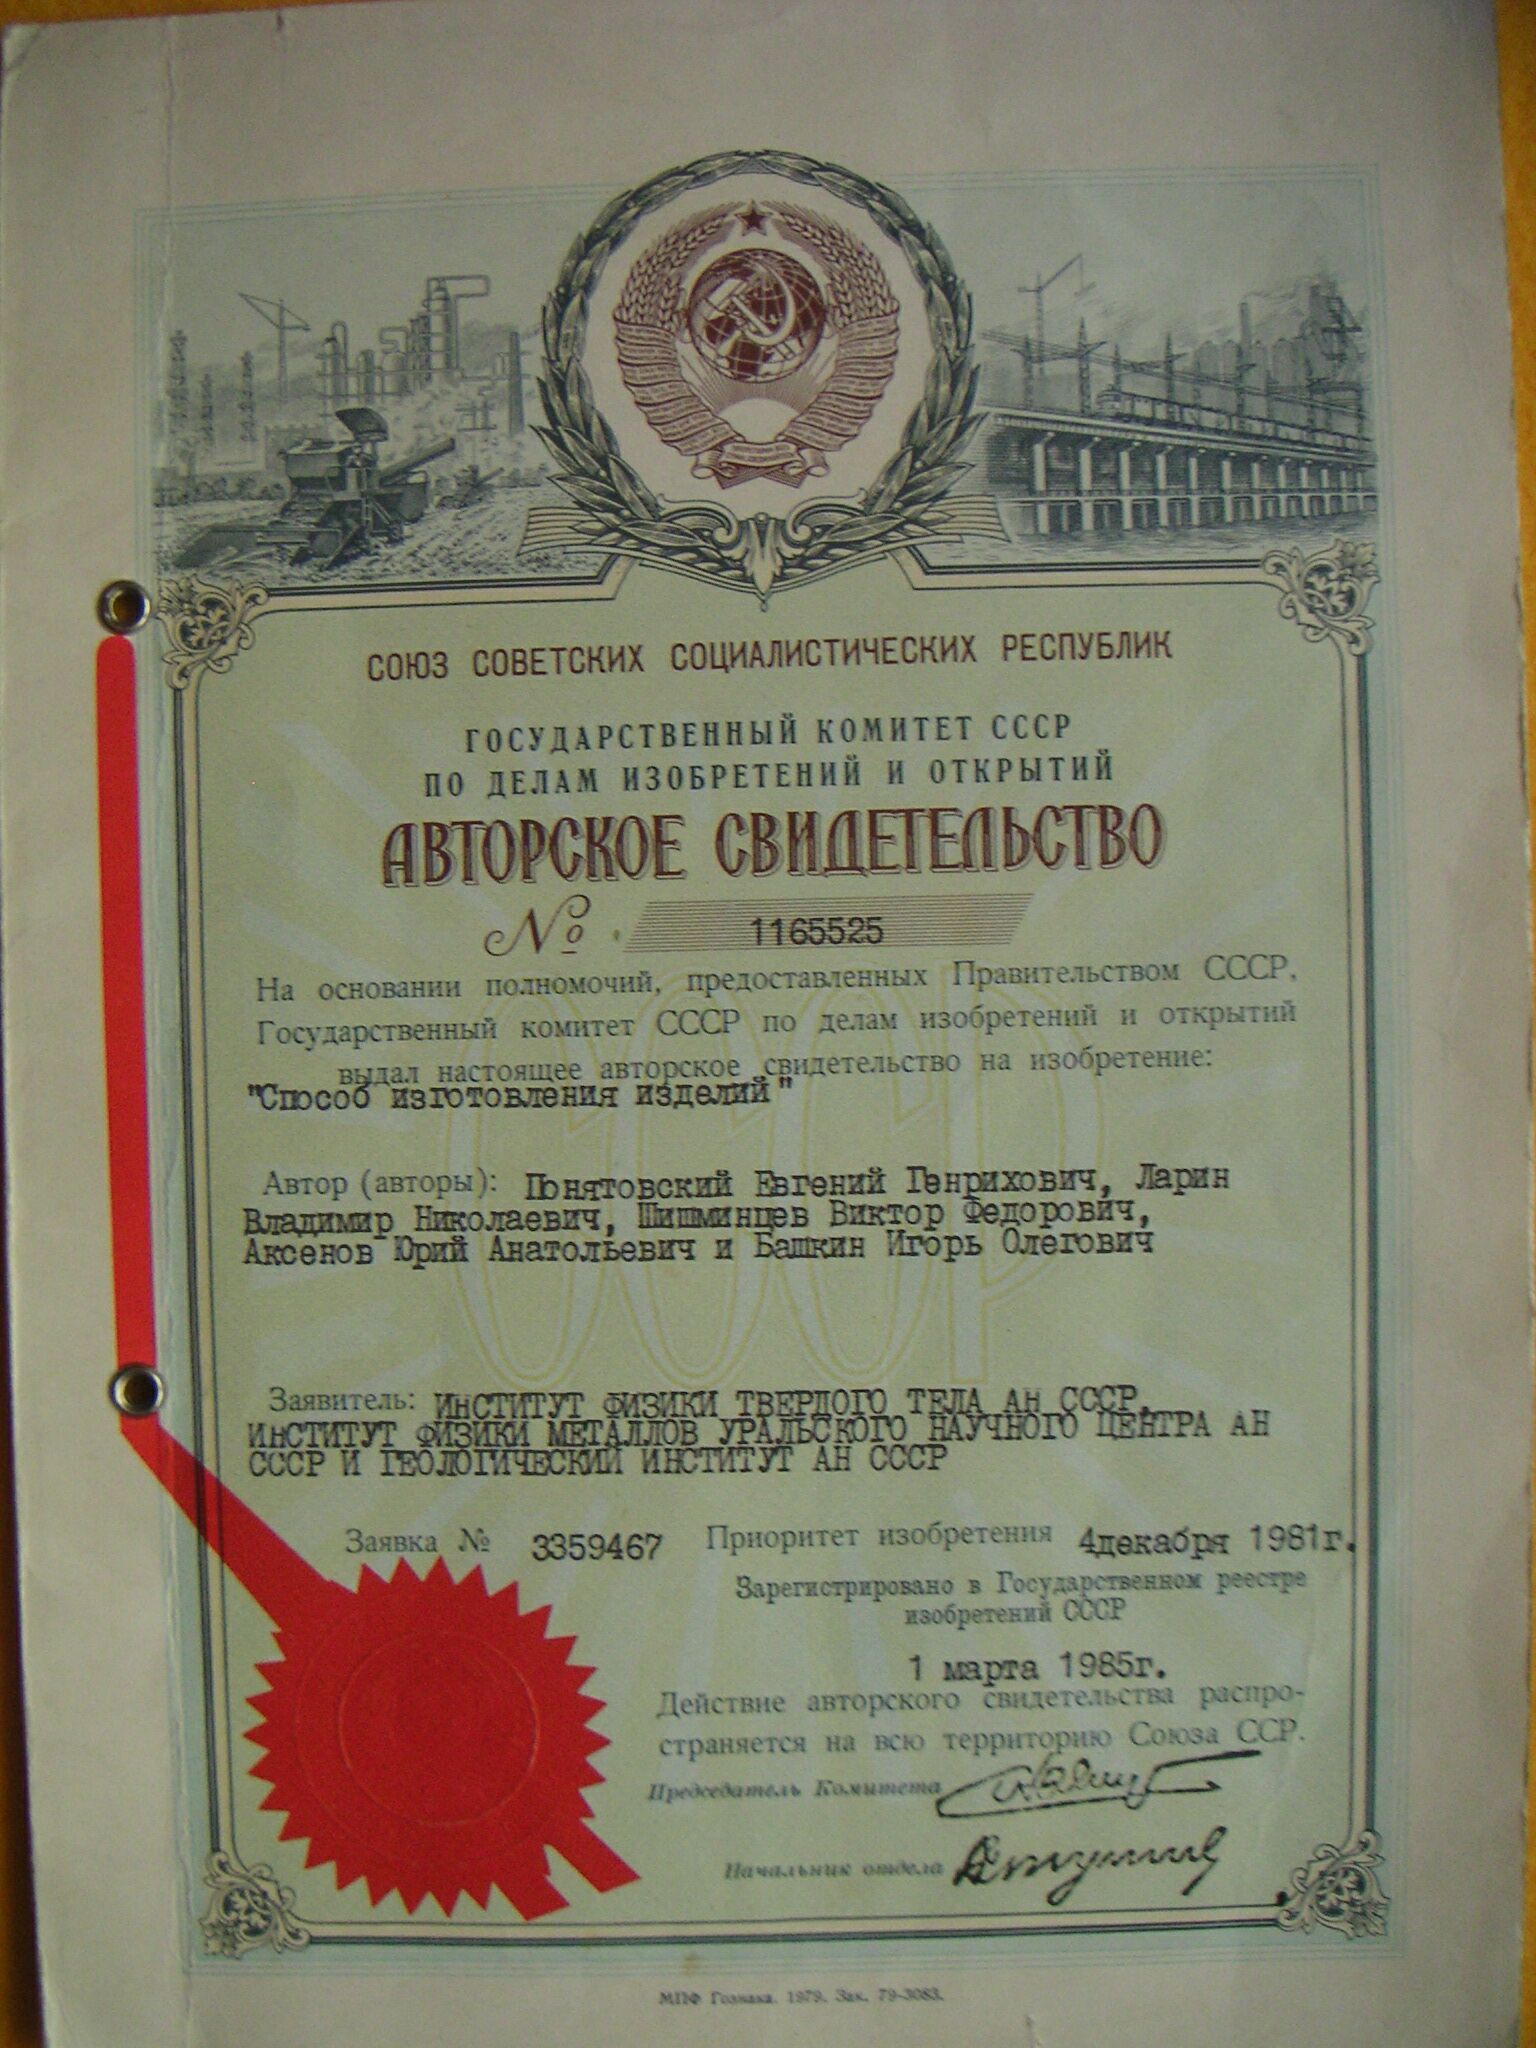 СОЮЗ СОВЕТСКИХ СОЦИАЛИСТИЧЕСКИХ РЕСПУБЛИК
ГОСУДАРСТВЕННЫЙ КОМИТЕТ СССР
ПО ДЕЛАМ ИЗОБРЕТЕНИЙ И ОТКРЫТИЙ
АВТОРСКОЕ СВИДЕТЕЛЬСТВО
№ 1165525
На основании полномочий, предоставленных Правительством СССР,
Государственный комитет СССР по делам изобретений и открытий
выдал настоящее авторское свидетельство на изобретение:
"Способ изготовления изделий"
Автор (авторы): Понятовский Евгений Генрихович, Ларин
Владимир Николаевич, Шишминцев Виктор Федорович,
Аксенов Юрий Анатольевич и Башкин Игорь Олегович
СССР
Заявитель: ИНСТИТУТ ФИЗИКИ ТВЕРДОГО ТЕЛА АН СССР,
ИНСТИТУТ ФИЗИКИ МЕТАЛЛОВ УРАЛЬСКОГО НАУЧНОГО ЦЕНТРА АН
СССР И ГЕОЛОГИЧЕСКИЙ ИНСТИТУТ АН СССР
Заявка № 3359467 Приоритет изобретения 4декабря 1981г.
Зарегистрировано в Государственном реестре
изобретений СССР
1 марта 1985г.
Действие авторского свидетельства распро-
страняется на всю территорию Союза ССР.
Председатель Комитета
Начальник отдела
МПФ Гознака. 1979. Зак. 79-3083.